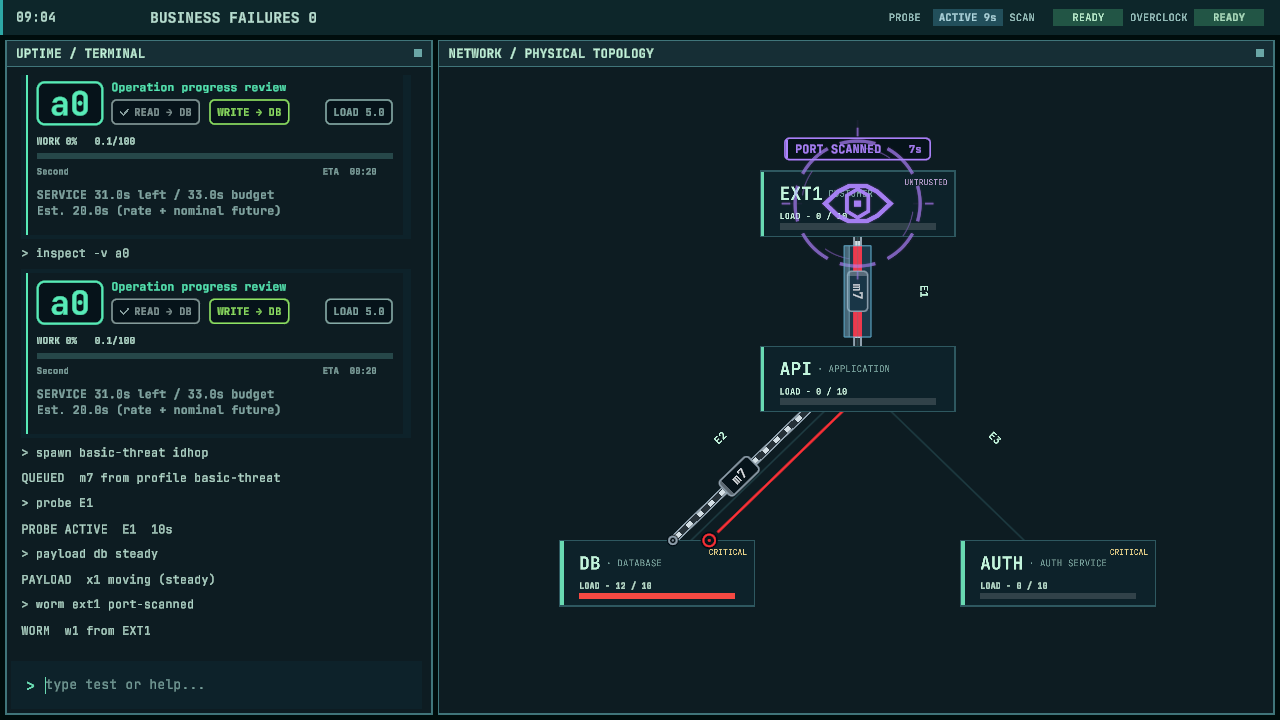 09:04 BUSINESS FAILURES 0 PROBE ACTIVE 9s SCAN READY OVERCLOCK READY
UPTIME / TERMINAL
a0 Operation progress review
✓ READ → DB WRITE → DB LOAD 5.0
WORK 0% 0.1/100
Second ETA 00:20
SERVICE 31.0s left / 33.0s budget
Est. 20.0s (rate + nominal future)
> inspect -v a0
a0 Operation progress review
✓ READ → DB WRITE → DB LOAD 5.0
WORK 0% 0.1/100
Second ETA 00:20
SERVICE 31.0s left / 33.0s budget
Est. 20.0s (rate + nominal future)
> spawn basic-threat idhop
QUEUED m7 from profile basic-threat
> probe E1
PROBE ACTIVE E1 10s
> payload db steady
PAYLOAD x1 moving (steady)
> worm ext1 port-scanned
WORM w1 from EXT1
> type test or help...
NETWORK / PHYSICAL TOPOLOGY
PORT SCANNED 7s
UNTRUSTED
EXT1
LOAD - 0 / 10
m7
E1
API · APPLICATION
LOAD - 0 / 10
E2
E3
m7
CRITICAL
DB · DATABASE
LOAD - 12 / 10
CRITICAL
AUTH · AUTH SERVICE
LOAD - 0 / 10